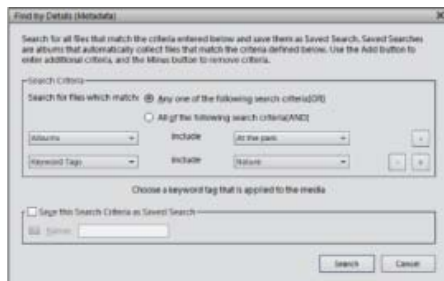 Find by Details (Metadata)
Search for all files that match the criteria entered below and save them as Saved Search. Saved Searches
are albums that automatically collect files that match the criteria defined below. Use the Add button to
enter additional criteria, and the Minus button to remove criteria.
Search Criteria
Search for files which match: Any one of the following search criteria(OR)
All of the following search criteria(AND)
Albums Include At the park
Keyword Tags Include Nature - +
Choose a keyword tag that is applied to the media
Save this Search Criteria as Saved Search
Name:
Search Cancel